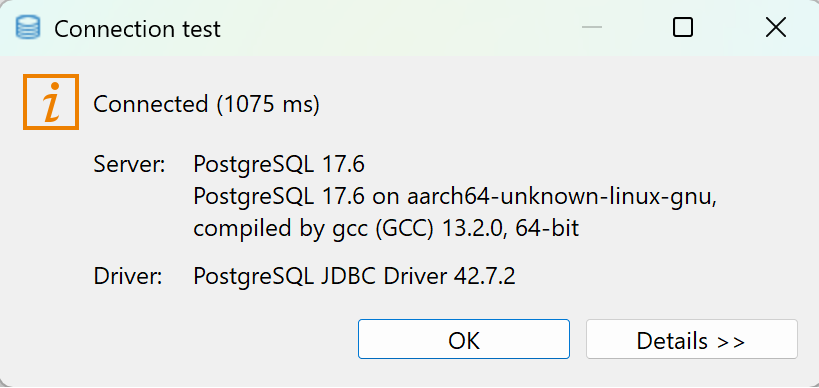 Connection test
Connected (1075 ms)
Server: PostgreSQL 17.6
PostgreSQL 17.6 on aarch64-unknown-linux-gnu,
compiled by gcc (GCC) 13.2.0, 64-bit
Driver: PostgreSQL JDBC Driver 42.7.2
OK Details >>